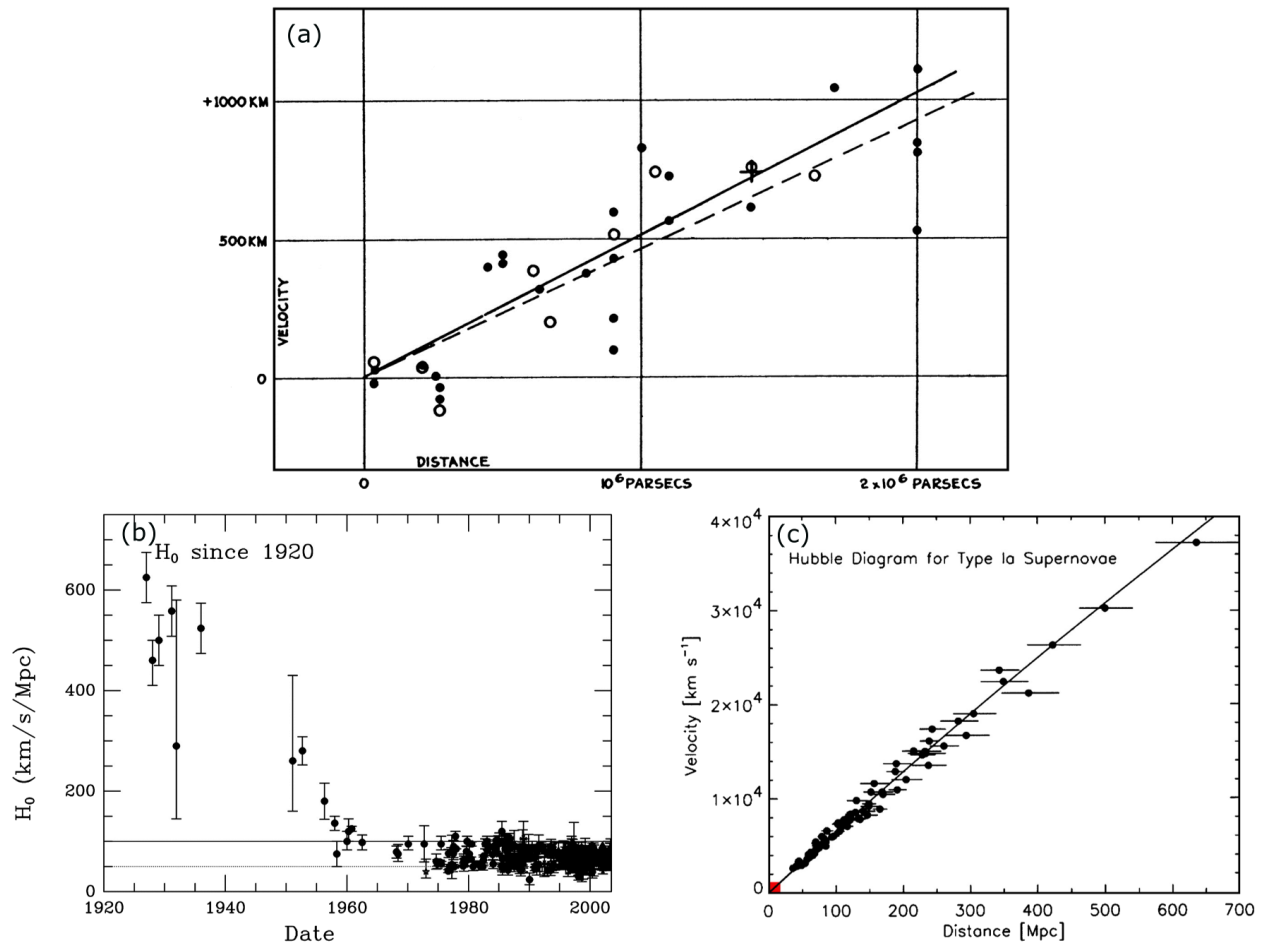 (a)
+1000 KM
500 KM
0
VELOCITY
DISTANCE
0
10⁶ PARSECS
2 x 10⁶ PARSECS
(b)
H₀ since 1920
H₀ (km/s/Mpc)
600
400
200
0
1920
1940
1960
1980
2000
Date
(c)
Hubble Diagram for Type Ia Supernovae
Velocity [km s⁻¹]
4×10⁴
3×10⁴
2×10⁴
1×10⁴
0
0
100
200
300
400
500
600
700
Distance [Mpc]